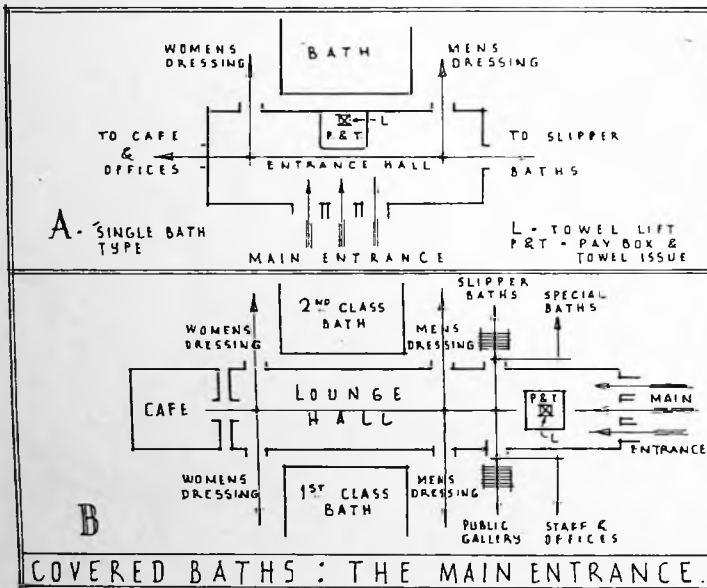 WOMENS
DRESSING
BATH
MENS
DRESSING
TO CAFE
&
OFFICES
L
P.& T
ENTRANCE HALL
TO SLIPPER
BATHS
A - SINGLE BATH
TYPE
MAIN ENTRANCE
L - TOWEL LIFT
P&T - PAY BOX &
TOWEL ISSUE
SLIPPER
BATHS
SPECIAL
BATHS
2ND CLASS
BATH
WOMENS
DRESSING
MENS
DRESSING
CAFE
LOUNGE
HALL
P&T
L
MAIN
ENTRANCE
WOMENS
DRESSING
1ST CLASS
BATH
MENS
DRESSING
B
PUBLIC
GALLERY
STAFF &
OFFICES
COVERED BATHS : THE MAIN ENTRANCE.